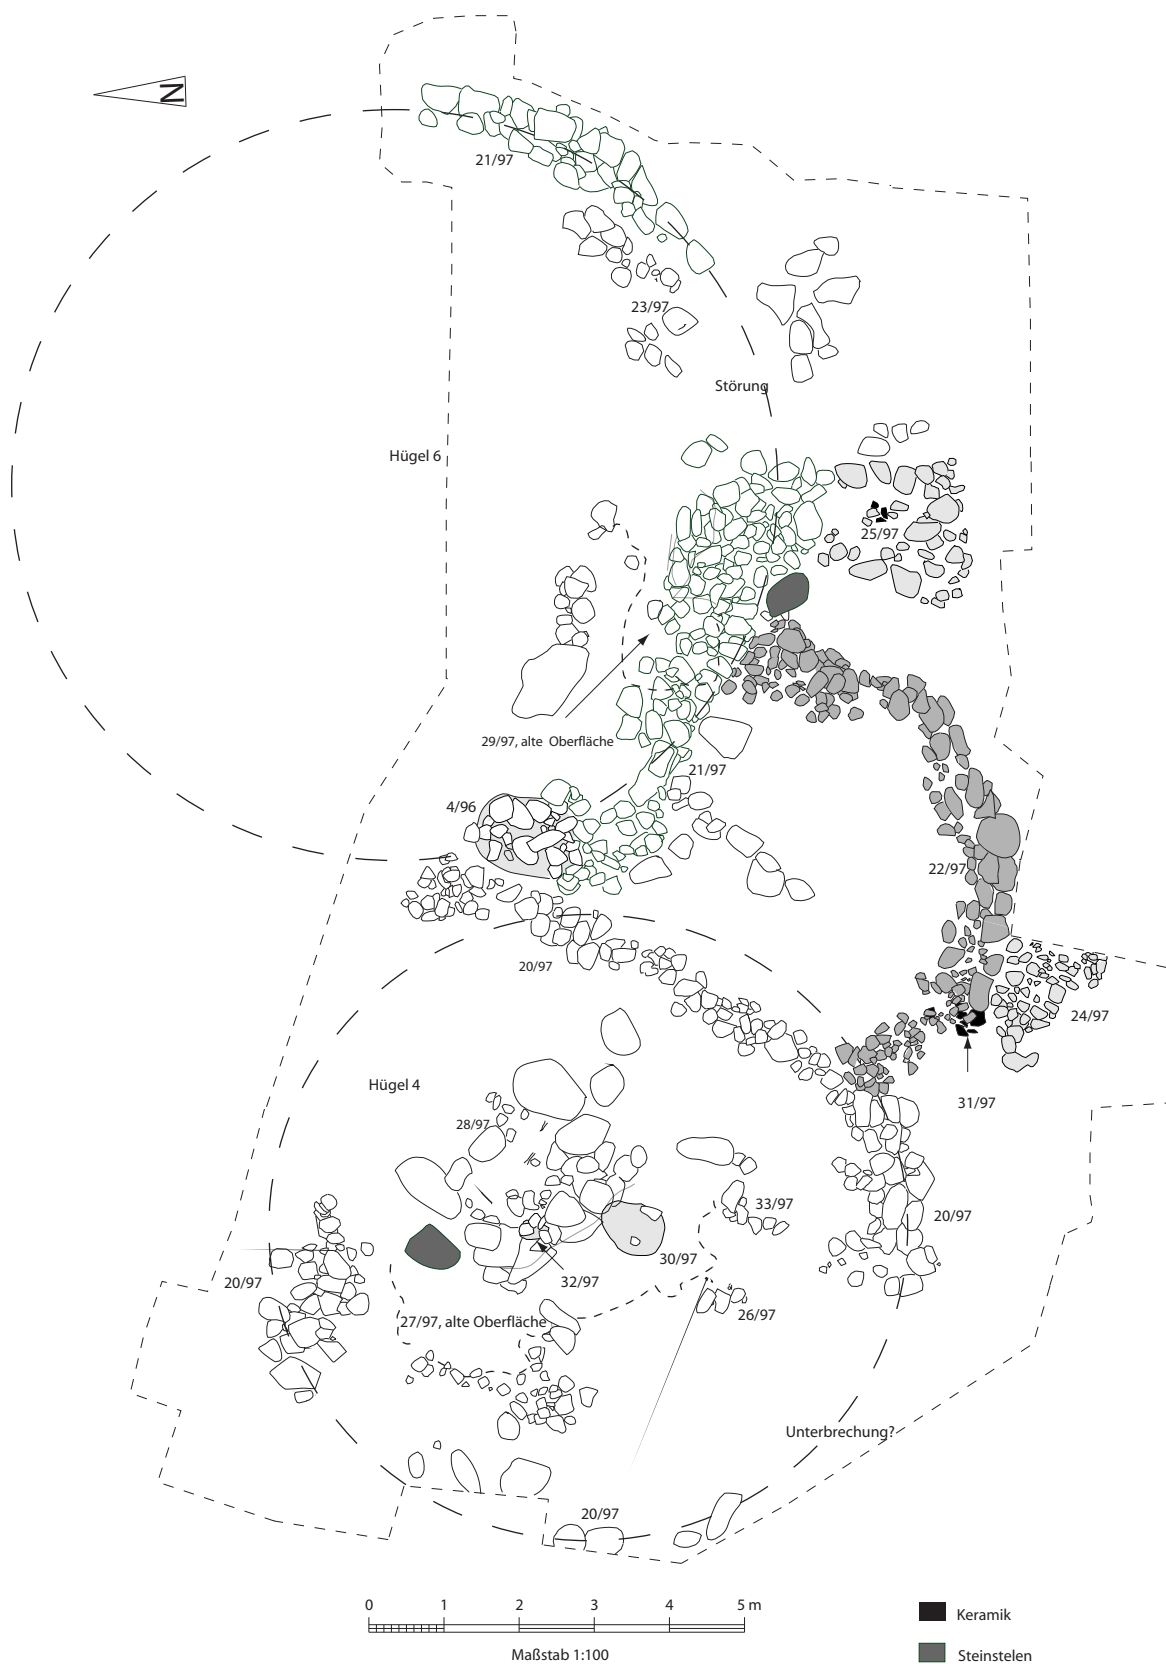 N
21/97
23/97
Störung
Hügel 6
25/97
29/97, alte Oberfläche
21/97
4/96
22/97
20/97
24/97
Hügel 4
31/97
28/97
33/97
20/97
30/97
20/97
32/97
26/97
27/97, alte Oberfläche
Unterbrechung?
20/97
0 1 2 3 4 5 m
Maßstab 1:100
Keramik
Steinstelen